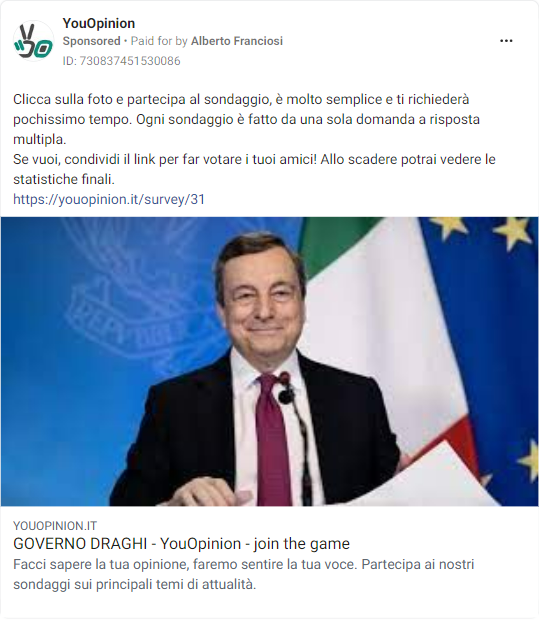 YouOpinion
Sponsored • Paid for by Alberto Franciosi
ID: 730837451530086
Clicca sulla foto e partecipa al sondaggio, è molto semplice e ti richiederà
pochissimo tempo. Ogni sondaggio è fatto da una sola domanda a risposta
multipla.
Se vuoi, condividi il link per far votare i tuoi amici! Allo scadere potrai vedere le
statistiche finali.
https://youopinion.it/survey/31
YOUOPINION.IT
GOVERNO DRAGHI - YouOpinion - join the game
Facci sapere la tua opinione, faremo sentire la tua voce. Partecipa ai nostri
sondaggi sui principali temi di attualità.